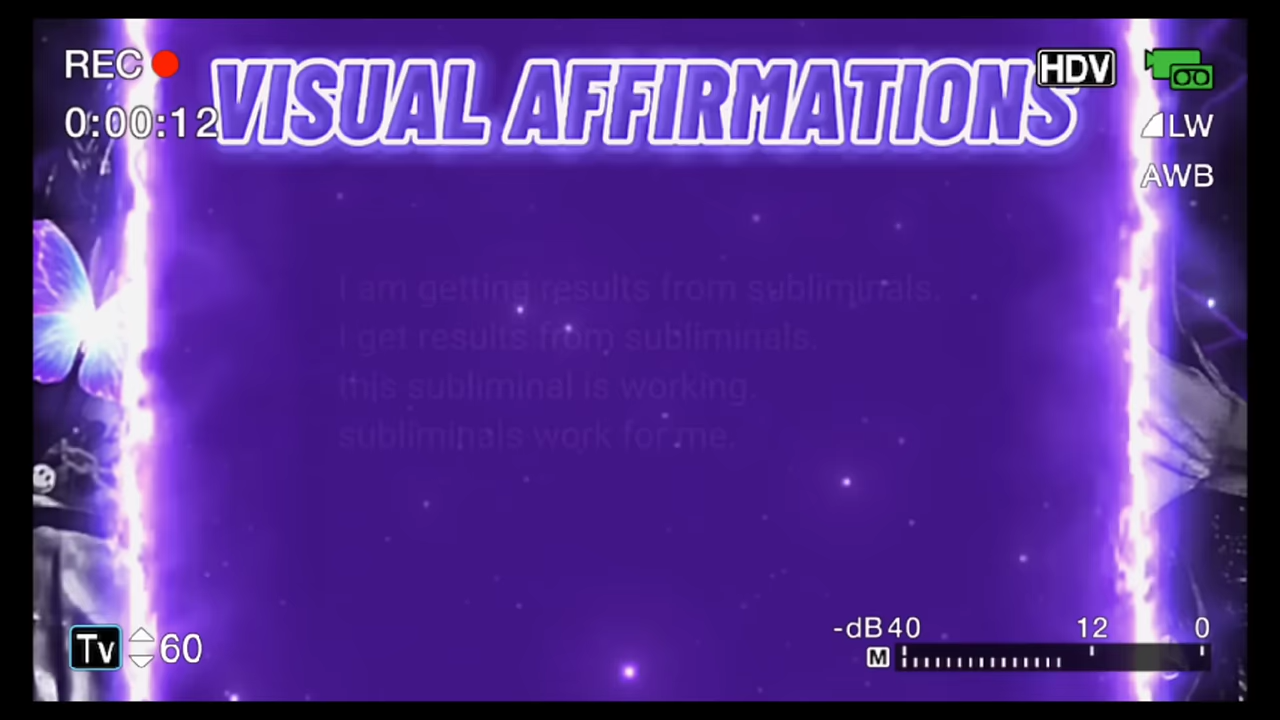 REC
0:00:12
VISUAL AFFIRMATIONS
HDV
LW
AWB
I am getting results from subliminals.
I get results from subliminals.
this subliminal is working.
subliminals work for me.
Tv 60
-dB 40 12 0
M